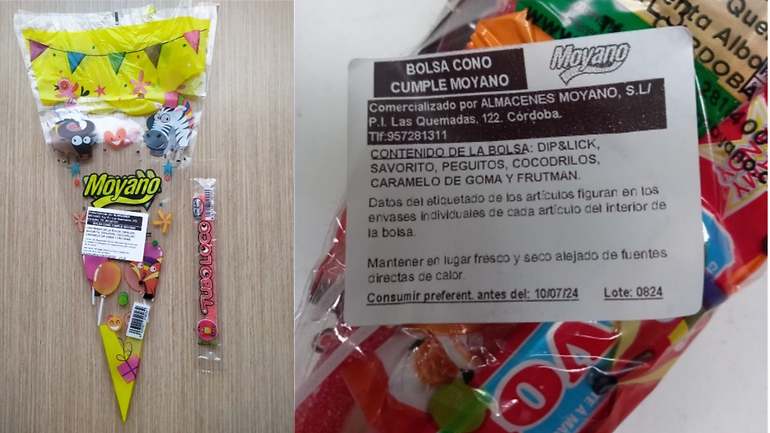 Moyano
TUBO LOCO
BOLSA CONO
CUMPLE MOYANO
Moyano
Comercializado por ALMACENES MOYANO, S.L/
P.I. Las Quemadas, 122. Córdoba.
Tlf:957281311
CONTENIDO DE LA BOLSA: DIP&LICK,
SAVORITO, PEGUITOS, COCODRILOS,
CARAMELO DE GOMA Y FRUTMAN.
Datos del etiquetado de los artículos figuran en los
envases individuales de cada artículo del interior de
la bolsa.
Mantener en lugar fresco y seco alejado de fuentes
directas de calor.
Consumir preferent. antes del: 10/07/24 Lote: 0824